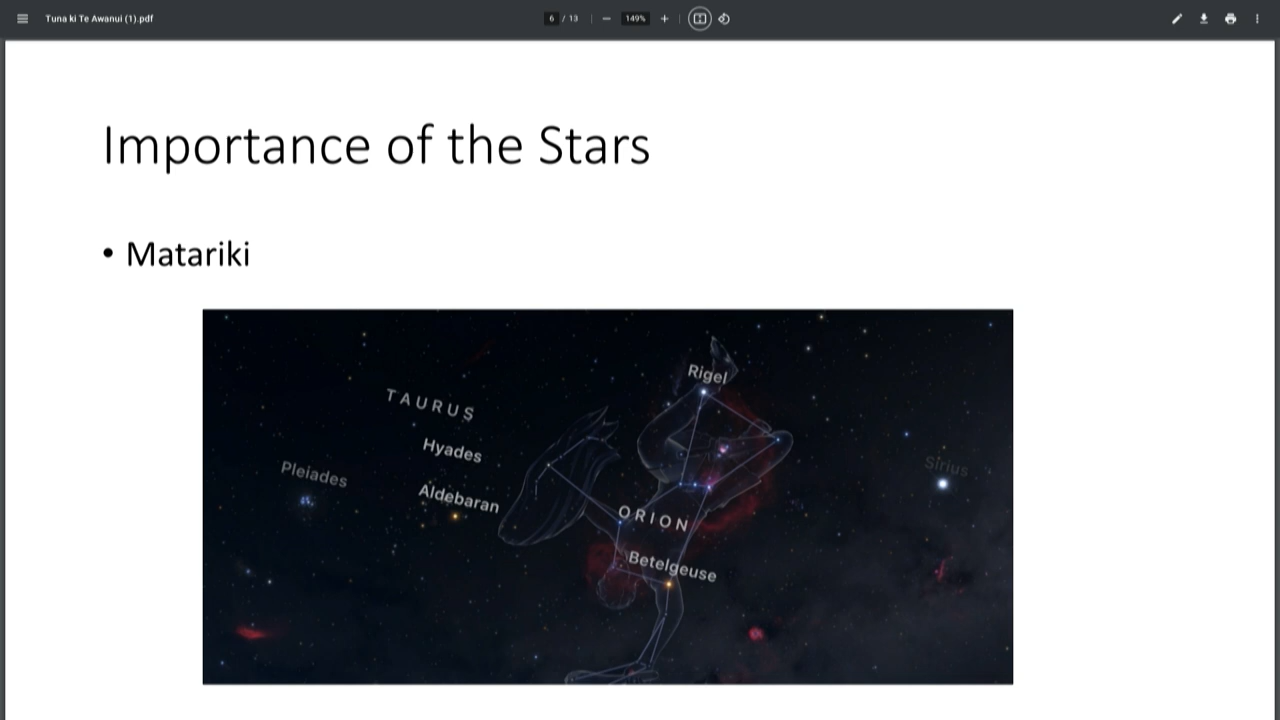 Tuna ki Te Awanui (1).pdf
6 / 13
149%
Importance of the Stars
• Matariki
Rigel
TAURUS
Hyades
Pleiades
Sirius
Aldebaran
ORION
Betelgeuse